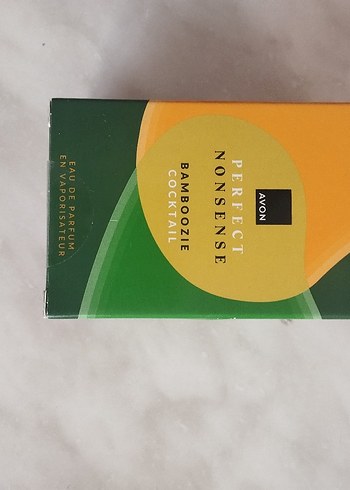 AVON
PERFECT
NONSENSE
BAMBOOZIE
COCKTAIL
EAU DE PARFUM
EN VAPORISATEUR